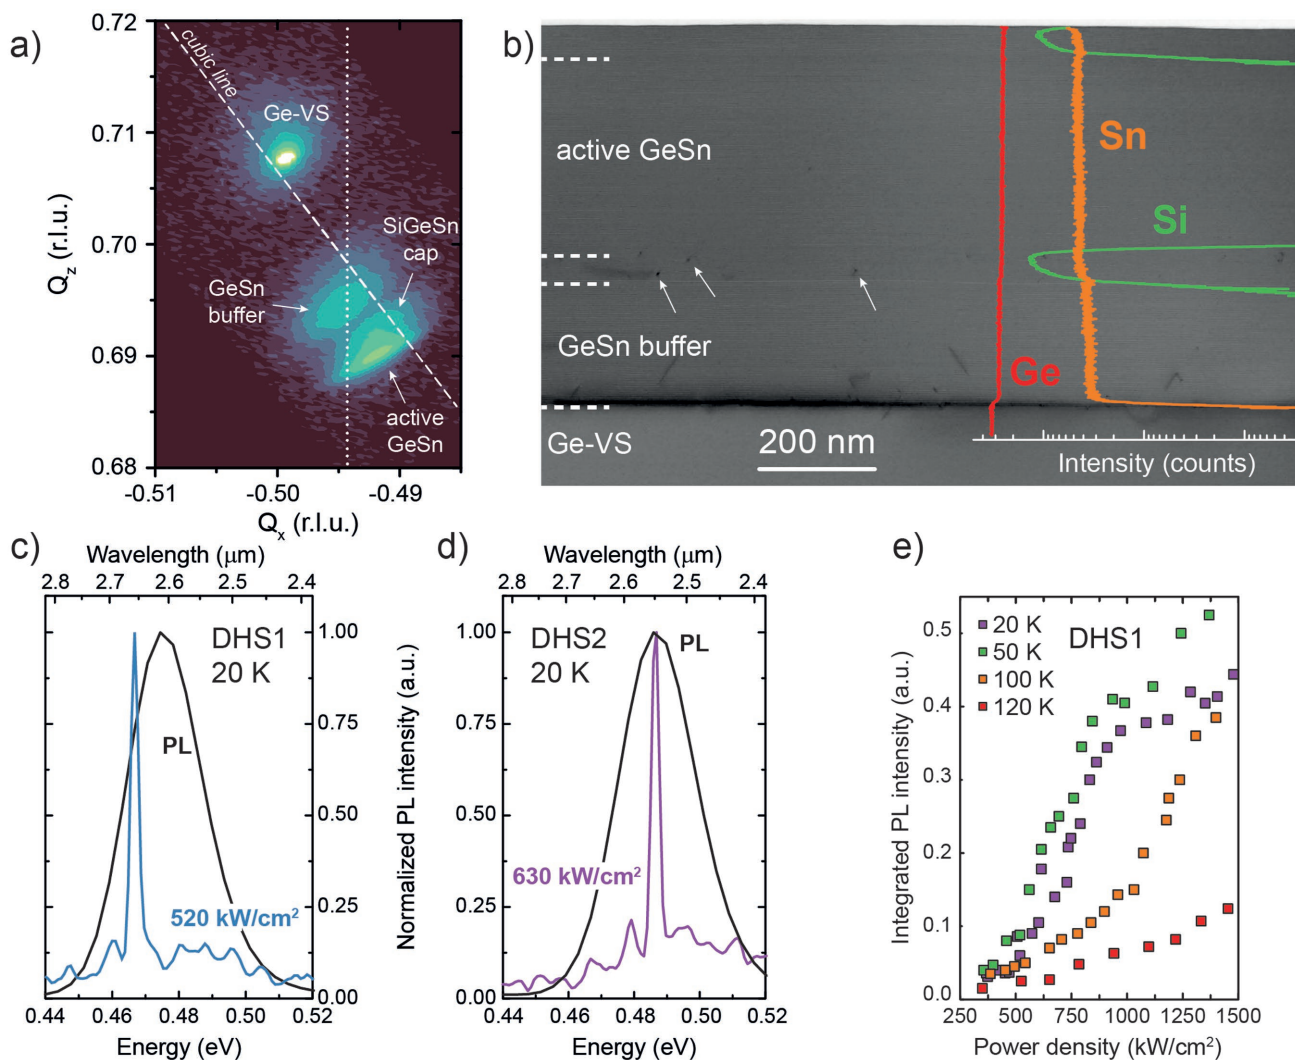 a)
0.72
0.71
0.70
0.69
0.68
Qz (r.l.u.)
cubic line
Ge-VS
SiGeSn
cap
GeSn
buffer
active
GeSn
-0.51
-0.50
-0.49
Qx (r.l.u.)
b)
active GeSn
GeSn buffer
Ge-VS
200 nm
Sn
Si
Ge
Intensity (counts)
c)
Wavelength (μm)
2.8
2.7
2.6
2.5
2.4
DHS1
20 K
PL
520 kW/cm²
1.00
0.75
0.50
0.25
0.00
0.44
0.46
0.48
0.50
0.52
Energy (eV)
Normalized PL intensity (a.u.)
d)
Wavelength (μm)
2.8
2.7
2.6
2.5
2.4
DHS2
20 K
PL
630 kW/cm²
1.00
0.75
0.50
0.25
0.00
0.44
0.46
0.48
0.50
0.52
Energy (eV)
e)
Integrated PL intensity (a.u.)
0.5
0.4
0.3
0.2
0.1
0.0
20 K
50 K
100 K
120 K
DHS1
250
500
750
1000
1250
1500
Power density (kW/cm²)